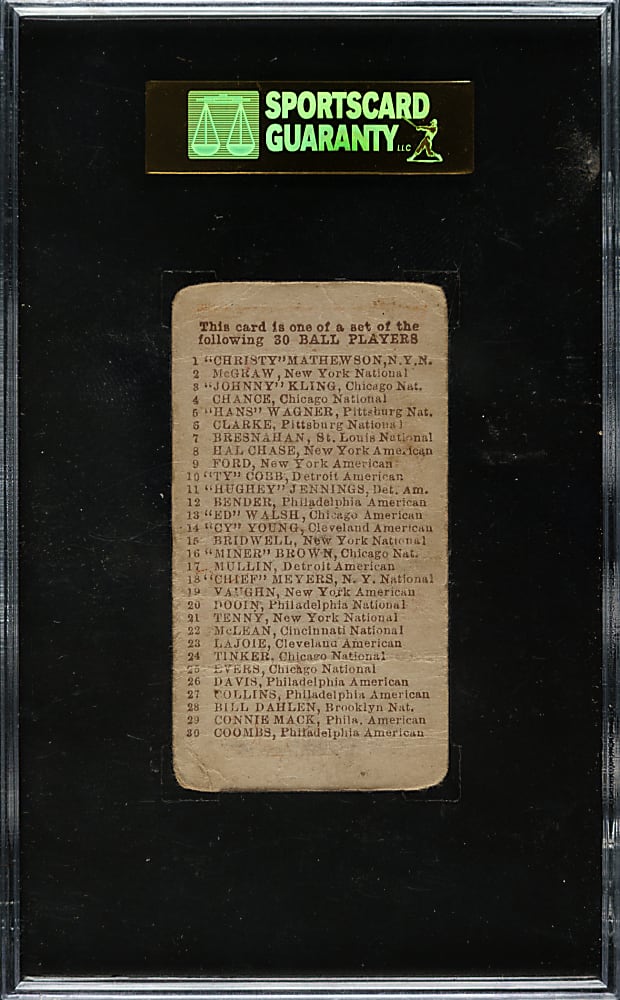 SPORTSCARD
GUARANTY LLC
This card is one of a set of the
following 30 BALL PLAYERS
1 "CHRISTY" MATHEWSON, N.Y.N.
2 McGRAW, New York National
3 "JOHNNY" KLING, Chicago Nat.
4 CHANCE, Chicago National
5 "HANS" WAGNER, Pittsburg Nat.
6 CLARKE, Pittsburg National
7 BRESNAHAN, St. Louis National
8 HAL CHASE, New York American
9 FORD, New York American
10 "TY" COBB, Detroit American
11 "HUGHEY" JENNINGS, Det. Am.
12 BENDER, Philadelphia American
13 "ED" WALSH, Chicago American
14 "CY" YOUNG, Cleveland American
15 BRIDWELL, New York National
16 "MINER" BROWN, Chicago Nat.
17 MULLIN, Detroit American
18 "CHIEF" MEYERS, N. Y. National
19 VAUGHN, New York American
20 DOOIN, Philadelphia National
21 TENNY, New York National
22 McLEAN, Cincinnati National
23 LAJOIE, Cleveland American
24 TINKER, Chicago National
25 EVERS, Chicago National
26 DAVIS, Philadelphia American
27 COLLINS, Philadelphia American
28 BILL DAHLEN, Brooklyn Nat.
29 CONNIE MACK, Phila. American
30 COOMBS, Philadelphia American